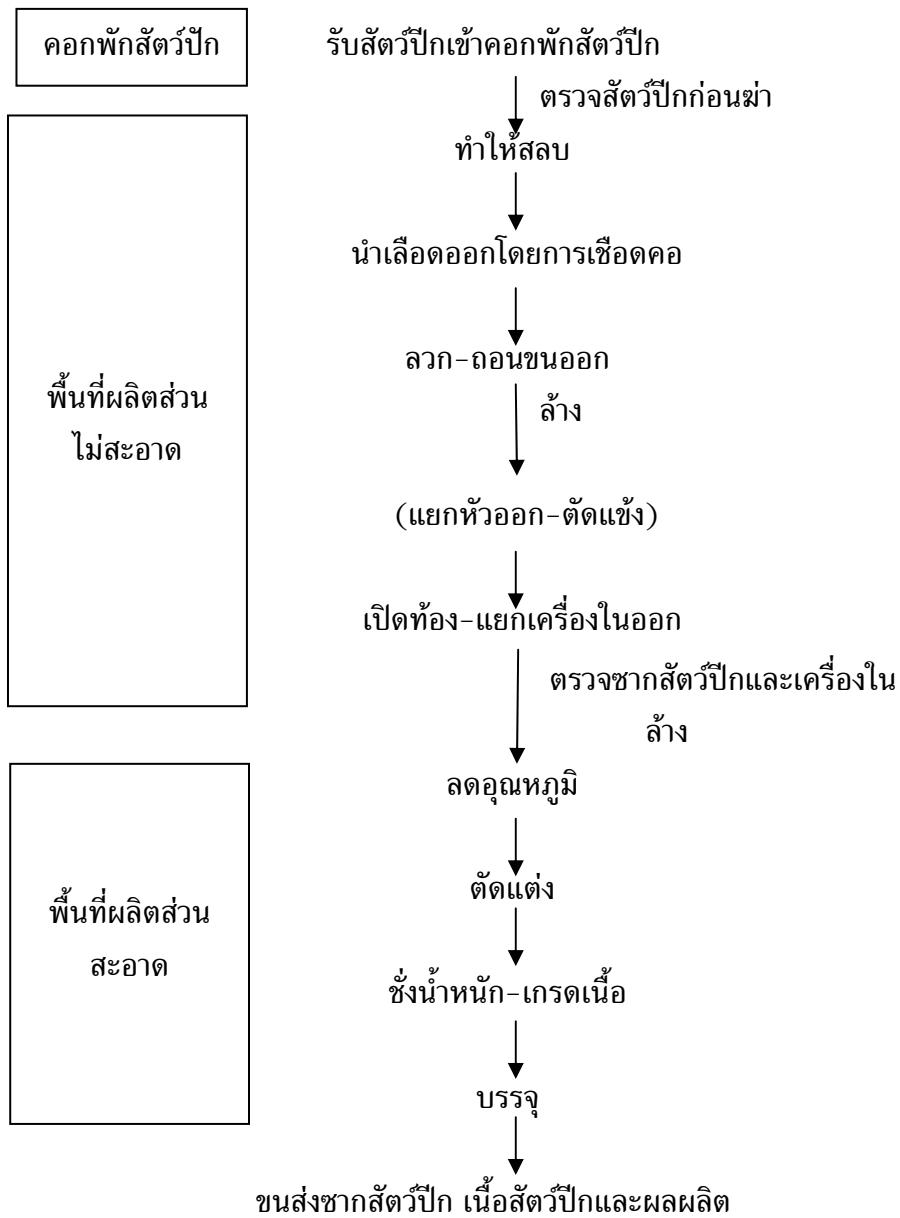 คอกพักสัตว์ปีก
รับสัตว์ปีกเข้าคอกพักสัตว์ปีก
ตรวจสัตว์ปีกก่อนฆ่า
ทำให้สลบ
นำเลือดออกโดยการเชือดคอ
ลวก-ถอนขนออก
พื้นที่ผลิตส่วน
ไม่สะอาด
ล้าง
(แยกหัวออก-ตัดแข้ง)
เปิดท้อง-แยกเครื่องในออก
ตรวจซากสัตว์ปีกและเครื่องใน
ล้าง
ลดอุณหภูมิ
ตัดแต่ง
พื้นที่ผลิตส่วน
สะอาด
ชั่งน้ำหนัก-เกรดเนื้อ
บรรจุ
ขนส่งซากสัตว์ปีก เนื้อสัตว์ปีกและผลผลิต